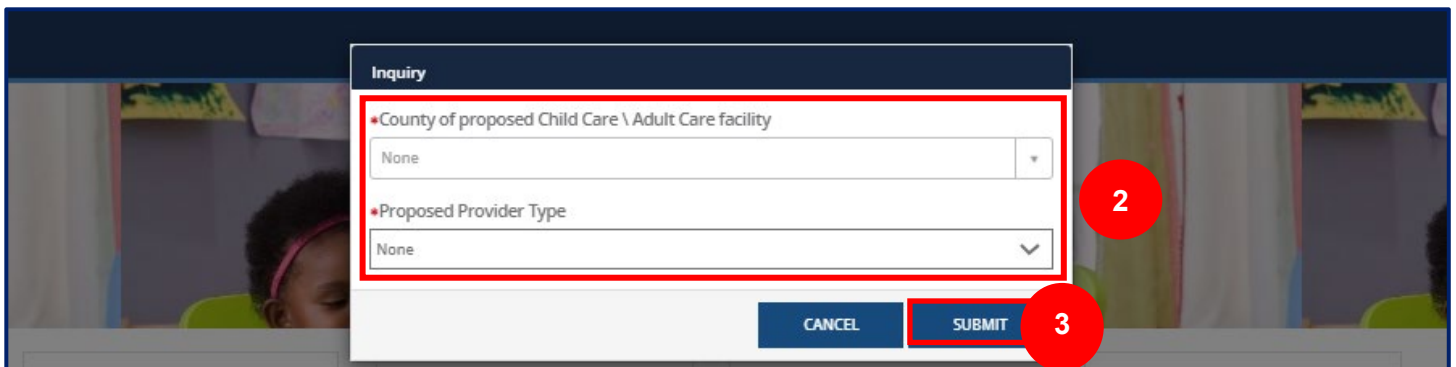 Inquiry
*County of proposed Child Care \ Adult Care facility
None
2
*Proposed Provider Type
None
CANCEL
SUBMIT
3